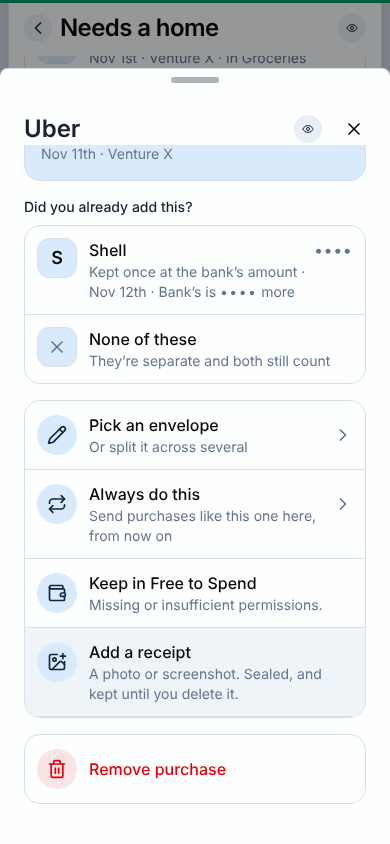 Needs a home
Nov 1st · Venture X · In Groceries
Uber
Nov 11th · Venture X
Did you already add this?
S
Shell
••••
Kept once at the bank’s amount ·
Nov 12th · Bank’s is •••• more
None of these
They’re separate and both still count
Pick an envelope
Or split it across several
Always do this
Send purchases like this one here,
from now on
Keep in Free to Spend
Missing or insufficient permissions.
Add a receipt
A photo or screenshot. Sealed, and
kept until you delete it.
Remove purchase